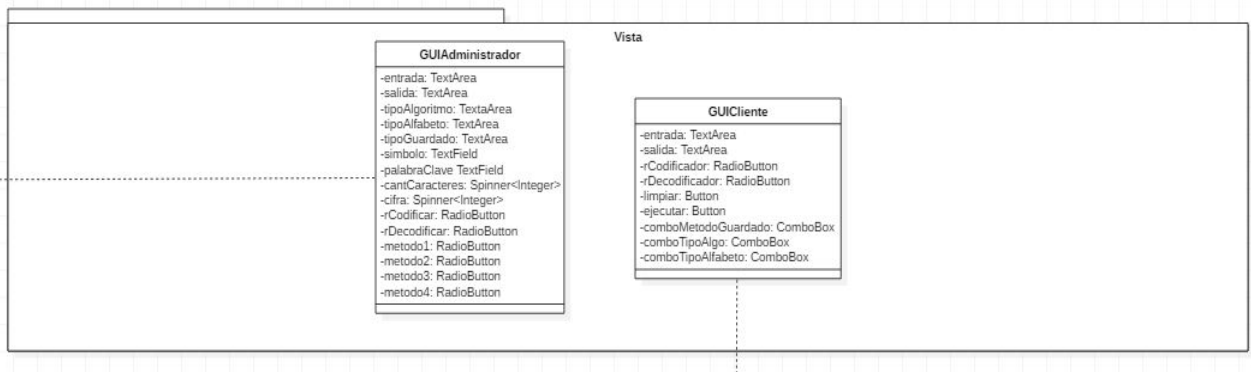 Vista
GUIAdministrador
-entrada: TextArea
-salida: TextArea
-tipoAlgoritmo: TextaArea
-tipoAlfabeto: TextArea
-tipoGuardado: TextArea
-simbolo: TextField
-palabraClave TextField
-cantCaracteres: Spinner<Integer>
-cifra: Spinner<Integer>
-rCodificar: RadioButton
-rDecodificar: RadioButton
-metodo1: RadioButton
-metodo2: RadioButton
-metodo3: RadioButton
-metodo4: RadioButton
GUICliente
-entrada: TextArea
-salida: TextArea
-rCodificador: RadioButton
-rDecodificador: RadioButton
-limpiar: Button
-ejecutar: Button
-comboMetodoGuardado: ComboBox
-comboTipoAlgo: ComboBox
-comboTipoAlfabeto: ComboBox